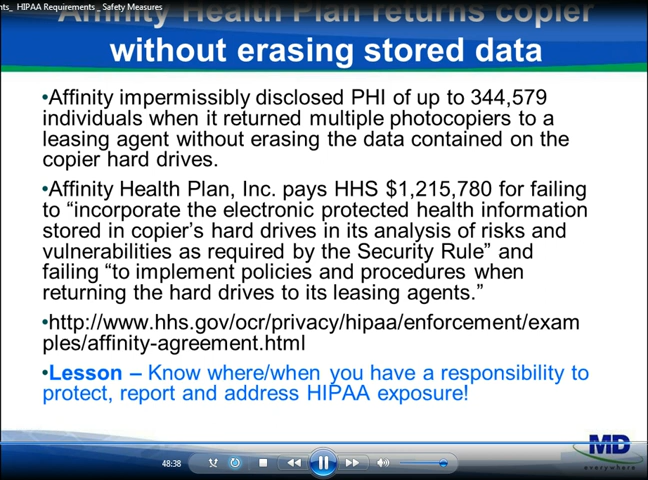 nts_ HIPAA Requirements _ Safety Measures
Affinity Health Plan returns copier
without erasing stored data
•Affinity impermissibly disclosed PHI of up to 344,579
individuals when it returned multiple photocopiers to a
leasing agent without erasing the data contained on the
copier hard drives.
•Affinity Health Plan, Inc. pays HHS $1,215,780 for failing
to “incorporate the electronic protected health information
stored in copier’s hard drives in its analysis of risks and
vulnerabilities as required by the Security Rule” and
failing “to implement policies and procedures when
returning the hard drives to its leasing agents.”
•http://www.hhs.gov/ocr/privacy/hipaa/enforcement/exam
ples/affinity-agreement.html
•Lesson – Know where/when you have a responsibility to
protect, report and address HIPAA exposure!
MD
everywhere
48:38